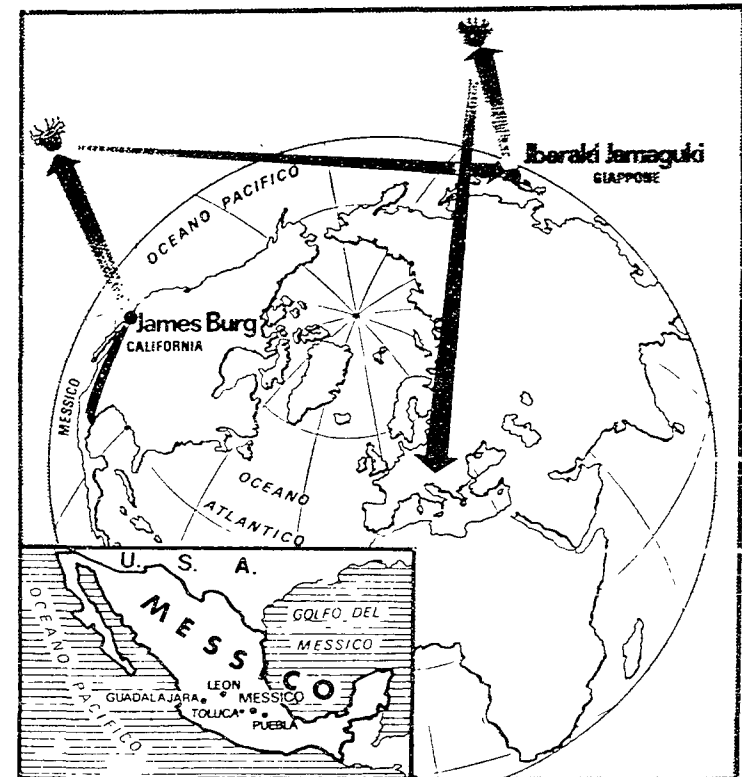 Jbaraki Jamaguki
GIAPPONE
OCEANO PACIFICO
James Burg
CALIFORNIA
MESSICO
OCEANO
ATLANTICO
U. S. A.
MESSICO
GOLFO DEL
MESSICO
OCEANO PACIFICO
LEON
GUADALAJARA
MESSICO
TOLUCA
PUEBLA